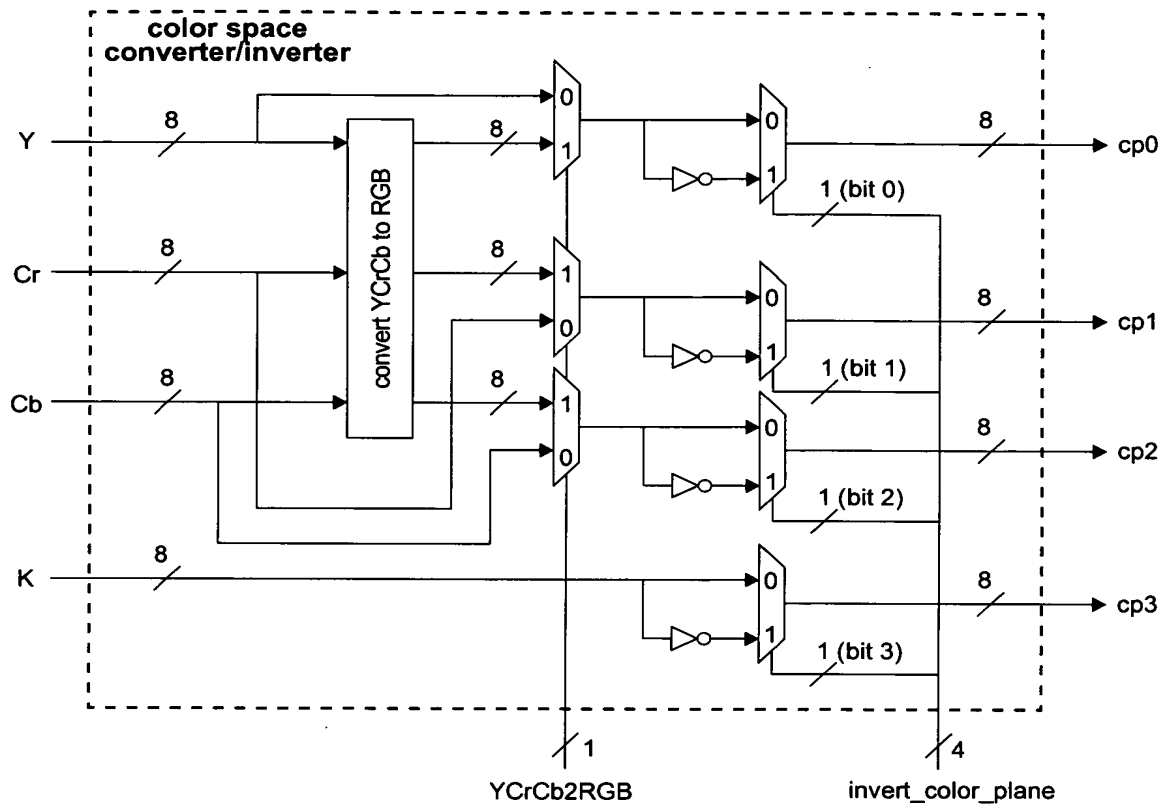 color space
converter/inverter
8
0
8
0
8
Y
1
1
cp0
1 (bit 0)
convert YCrCb to RGB
8
8
Cr
1
0
8
cp1
0
1
8
8
1 (bit 1)
Cb
1
0
8
cp2
0
1
1 (bit 2)
8
K
0
8
cp3
1
1 (bit 3)
1
4
YCrCb2RGB
invert_color_plane